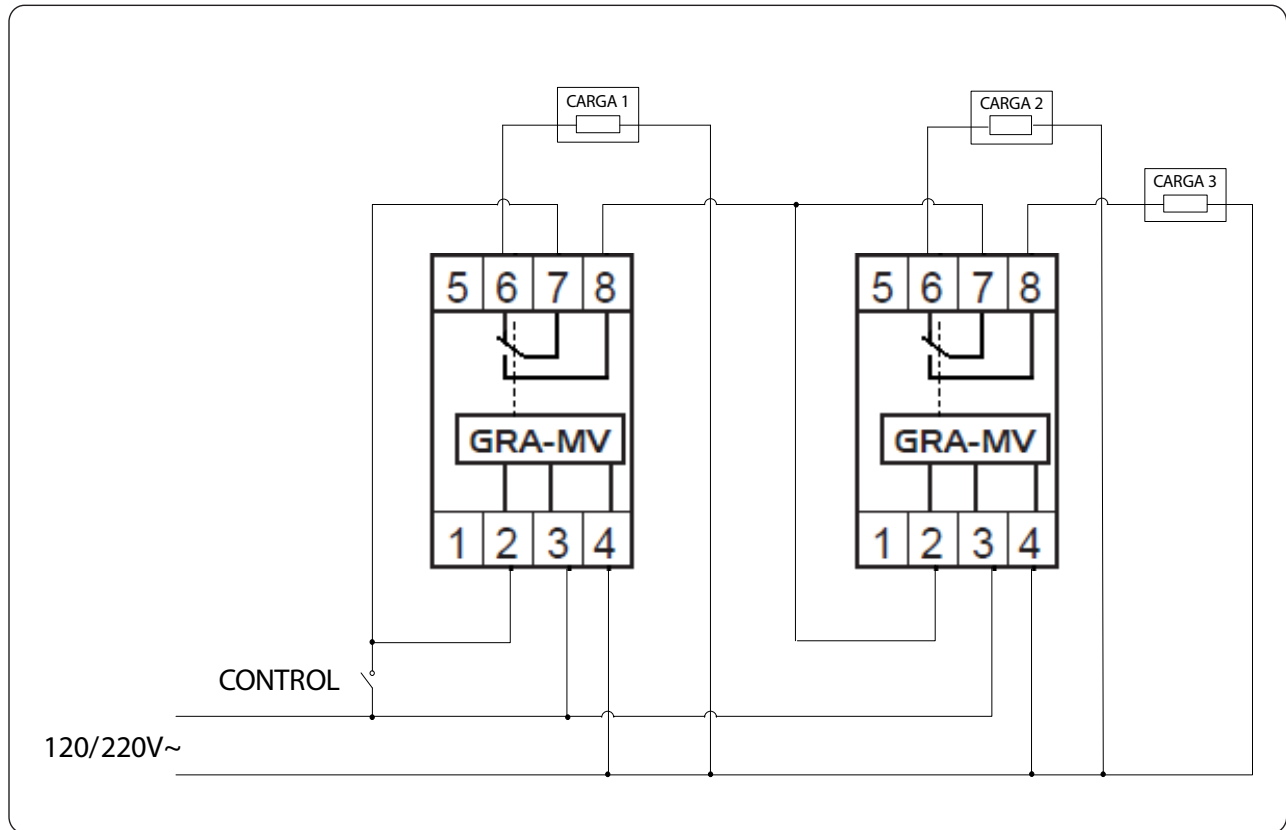 CARGA 1
CARGA 2
CARGA 3
5 6 7 8
5 6 7 8
GRA-MV
GRA-MV
1 2 3 4
1 2 3 4
CONTROL
120/220V~